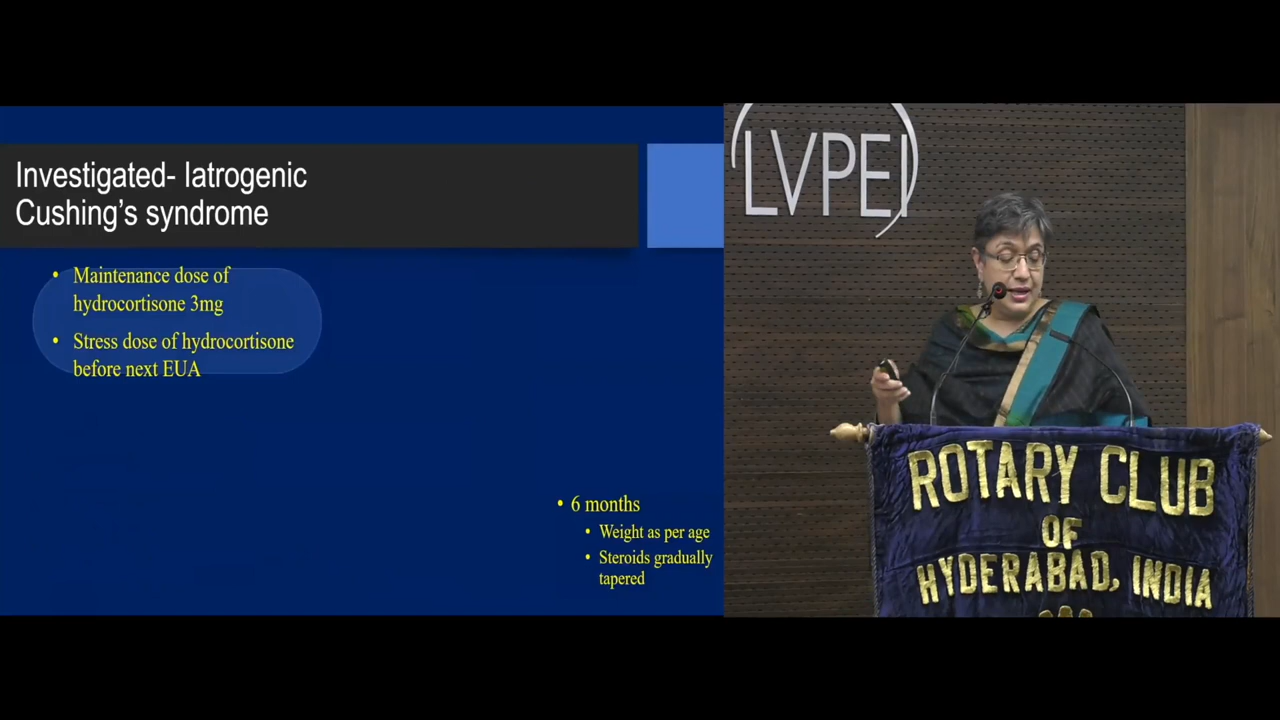 Investigated- Iatrogenic
Cushing’s syndrome
• Maintenance dose of
hydrocortisone 3mg
• Stress dose of hydrocortisone
before next EUA
• 6 months
• Weight as per age
• Steroids gradually
tapered
LVPEI
ROTARY CLUB
OF
HYDERABAD, INDIA